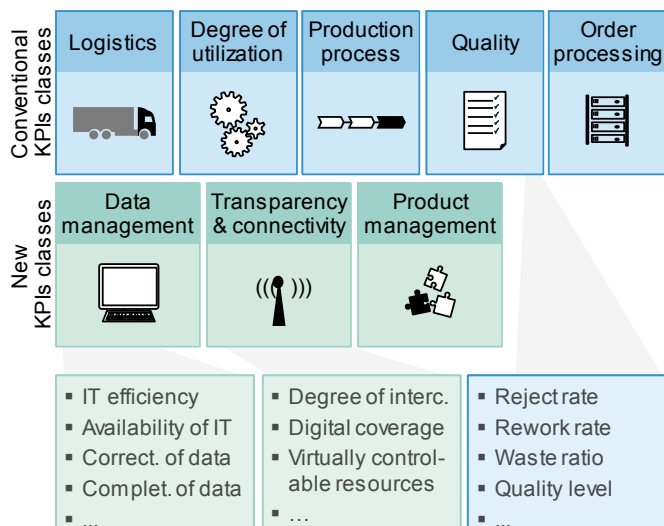 Conventional
KPIs classes
Logistics
Degree of
utilization
Production
process
Quality
Order
processing
New
KPIs classes
Data
management
Transparency
& connectivity
Product
management
▪ IT efficiency
▪ Availability of IT
▪ Correct. of data
▪ Complet. of data
▪ ...
▪ Degree of interc.
▪ Digital coverage
▪ Virtually control-
able resources
▪ ...
▪ Reject rate
▪ Rework rate
▪ Waste ratio
▪ Quality level
▪ ...